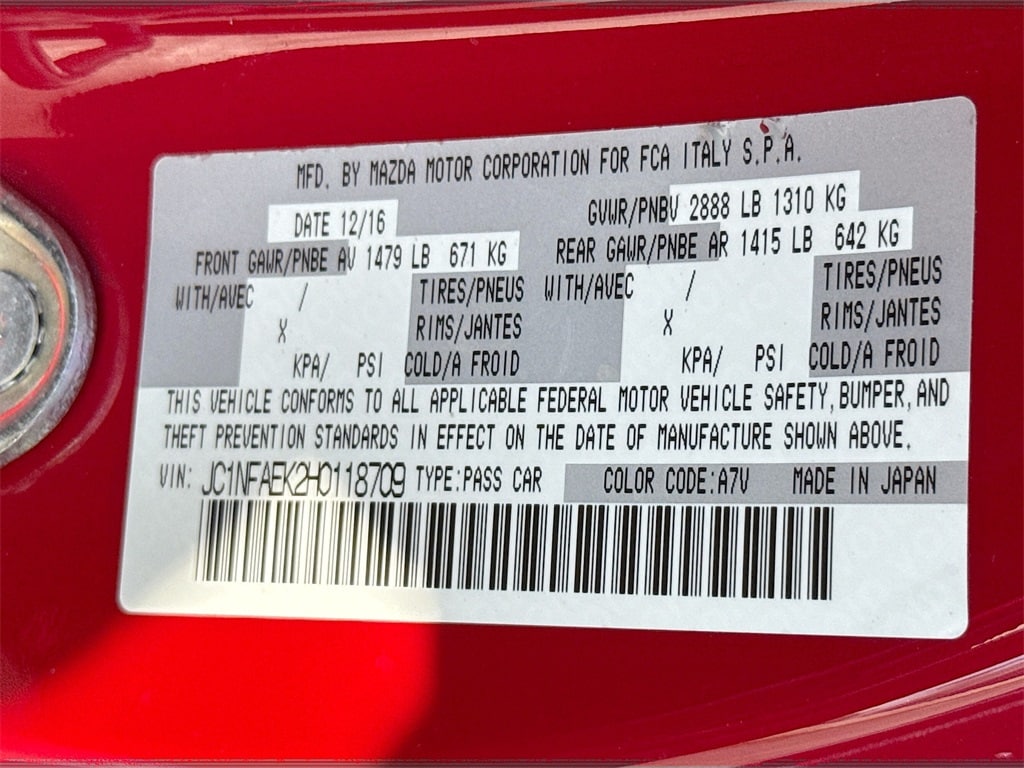 MFD. BY MAZDA MOTOR CORPORATION FOR FCA ITALY S.P.A.
DATE 12/16 GVWR/PNBV 2888 LB 1310 KG
FRONT GAWR/PNBE AV 1479 LB 671 KG REAR GAWR/PNBE AR 1415 LB 642 KG
WITH/AVEC / TIRES/PNEUS WITH/AVEC / TIRES/PNEUS
X RIMS/JANTES X RIMS/JANTES
KPA/ PSI COLD/A FROID KPA/ PSI COLD/A FROID
THIS VEHICLE CONFORMS TO ALL APPLICABLE FEDERAL MOTOR VEHICLE SAFETY, BUMPER, AND
THEFT PREVENTION STANDARDS IN EFFECT ON THE DATE OF MANUFACTURE SHOWN ABOVE.
VIN: JC1NFAEK2H0118709 TYPE:PASS CAR COLOR CODE:A7V MADE IN JAPAN